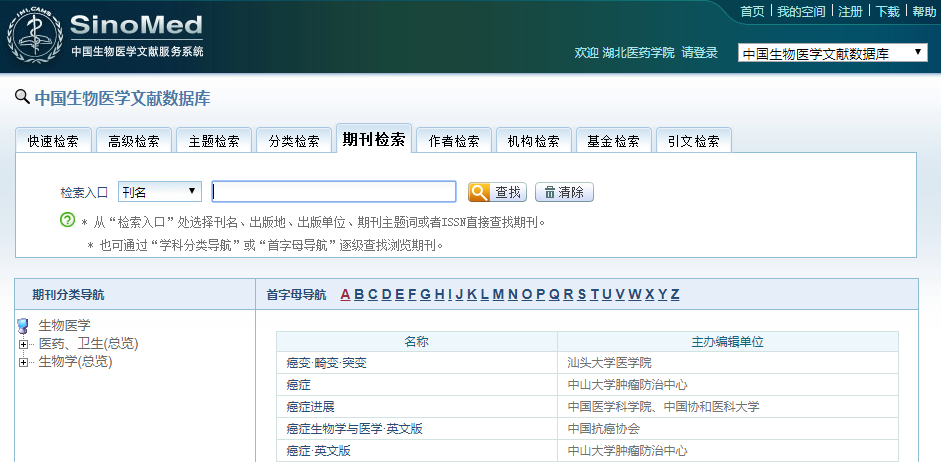 首页 | 我的空间 | 注册 | 下载 | 帮助
IMI,CAMS
SinoMed
中国生物医学文献服务系统
欢迎 湖北医药学院 请登录
中国生物医学文献数据库
中国生物医学文献数据库
快速检索 高级检索 主题检索 分类检索 期刊检索 作者检索 机构检索 基金检索 引文检索
检索入口 刊名 查找 清除
* 从“检索入口”处选择刊名、出版地、出版单位、期刊主题词或者ISSN直接查找期刊。
* 也可通过“学科分类导航”或“首字母导航”逐级查找浏览期刊。
期刊分类导航
首字母导航 A B C D E F G H I J K L M N O P Q R S T U V W X Y Z
生物医学
医药、卫生(总览)
生物学(总览)
名称 主办编辑单位
癌变·畸变·突变 汕头大学医学院
癌症 中山大学肿瘤防治中心
癌症进展 中国医学科学院、中国协和医科大学
癌症生物学与医学·英文版 中国抗癌协会
癌症·英文版 中山大学肿瘤防治中心